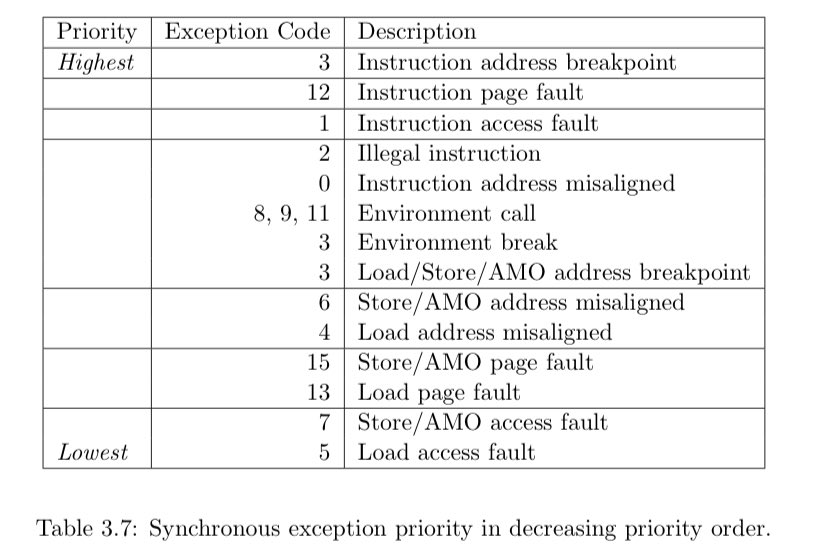 Priority Exception Code Description
Highest 3 Instruction address breakpoint
12 Instruction page fault
1 Instruction access fault
2 Illegal instruction
0 Instruction address misaligned
8, 9, 11 Environment call
3 Environment break
3 Load/Store/AMO address breakpoint
6 Store/AMO address misaligned
4 Load address misaligned
15 Store/AMO page fault
13 Load page fault
7 Store/AMO access fault
Lowest 5 Load access fault
Table 3.7: Synchronous exception priority in decreasing priority order.